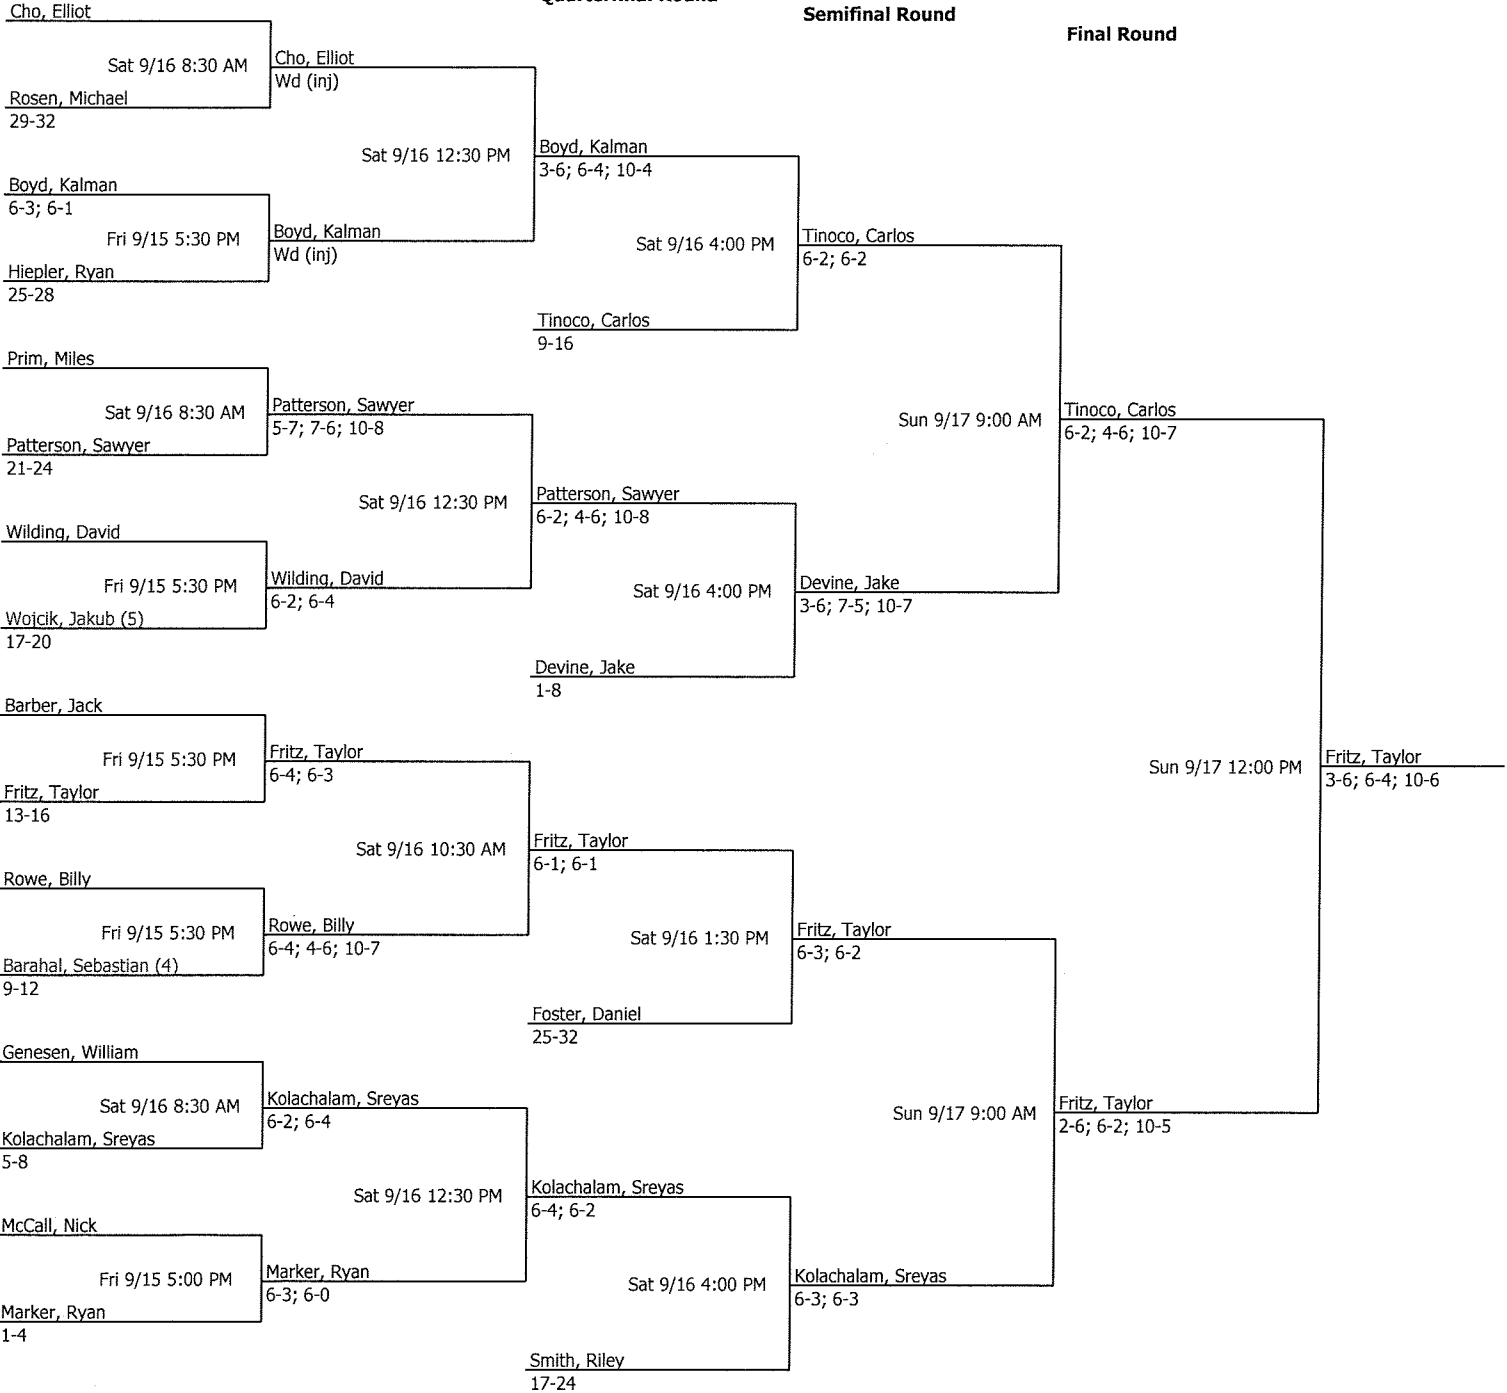 Quarterfinal Round
Semifinal Round
Final Round
Cho, Elliot
Sat 9/16 8:30 AM
Cho, Elliot
Wd (inj)
Rosen, Michael
29-32
Sat 9/16 12:30 PM
Boyd, Kalman
3-6; 6-4; 10-4
Boyd, Kalman
6-3; 6-1
Fri 9/15 5:30 PM
Boyd, Kalman
Wd (inj)
Hiepler, Ryan
25-28
Sat 9/16 4:00 PM
Tinoco, Carlos
6-2; 6-2
Tinoco, Carlos
9-16
Prim, Miles
Sat 9/16 8:30 AM
Patterson, Sawyer
5-7; 7-6; 10-8
Patterson, Sawyer
21-24
Sun 9/17 9:00 AM
Tinoco, Carlos
6-2; 4-6; 10-7
Sat 9/16 12:30 PM
Patterson, Sawyer
6-2; 4-6; 10-8
Wilding, David
Fri 9/15 5:30 PM
Wilding, David
6-2; 6-4
Wojcik, Jakub (5)
17-20
Sat 9/16 4:00 PM
Devine, Jake
3-6; 7-5; 10-7
Devine, Jake
1-8
Barber, Jack
Fri 9/15 5:30 PM
Fritz, Taylor
6-4; 6-3
Fritz, Taylor
13-16
Sun 9/17 12:00 PM
Fritz, Taylor
3-6; 6-4; 10-6
Sat 9/16 10:30 AM
Fritz, Taylor
6-1; 6-1
Rowe, Billy
Fri 9/15 5:30 PM
Rowe, Billy
6-4; 4-6; 10-7
Barahal, Sebastian (4)
9-12
Sat 9/16 1:30 PM
Fritz, Taylor
6-3; 6-2
Foster, Daniel
25-32
Genesen, William
Sat 9/16 8:30 AM
Kolachalam, Sreyas
6-2; 6-4
Kolachalam, Sreyas
5-8
Sun 9/17 9:00 AM
Fritz, Taylor
2-6; 6-2; 10-5
Sat 9/16 12:30 PM
Kolachalam, Sreyas
6-4; 6-2
McCall, Nick
Fri 9/15 5:00 PM
Marker, Ryan
6-3; 6-0
Marker, Ryan
1-4
Sat 9/16 4:00 PM
Kolachalam, Sreyas
6-3; 6-3
Smith, Riley
17-24